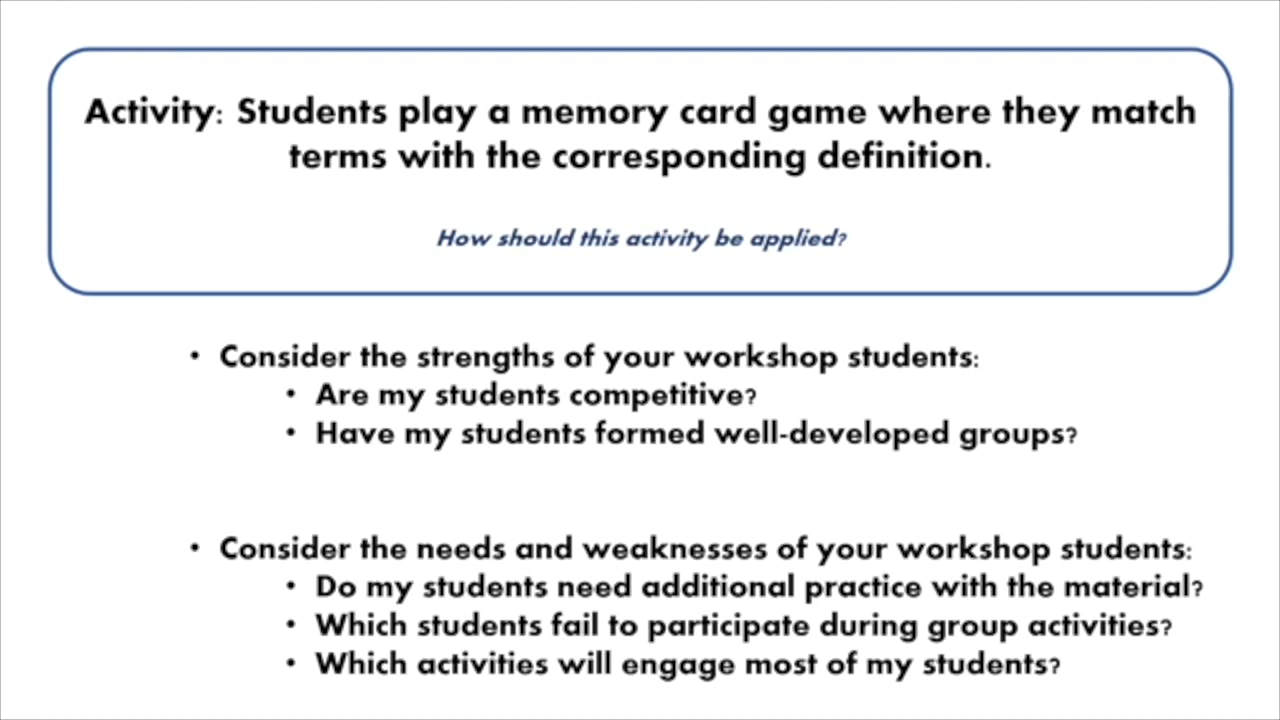 Activity: Students play a memory card game where they match
terms with the corresponding definition.
How should this activity be applied?
• Consider the strengths of your workshop students:
• Are my students competitive?
• Have my students formed well-developed groups?
• Consider the needs and weaknesses of your workshop students:
• Do my students need additional practice with the material?
• Which students fail to participate during group activities?
• Which activities will engage most of my students?